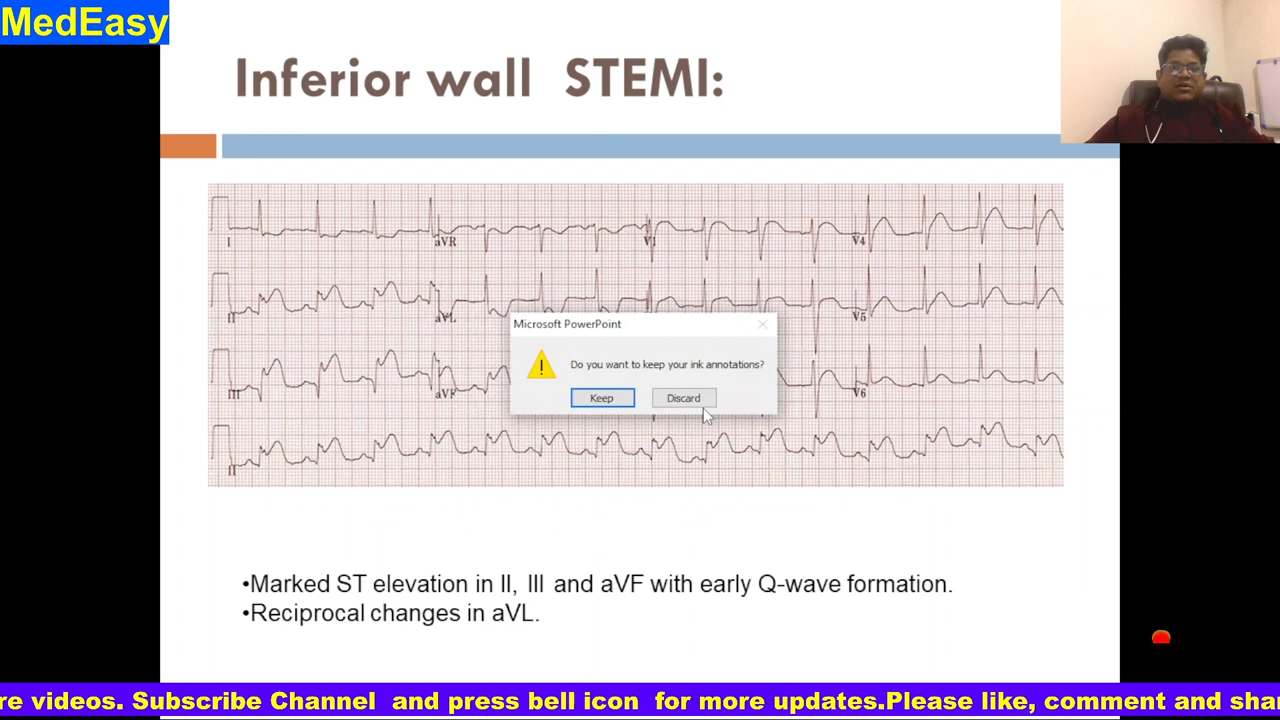 MedEasy
Inferior wall STEMI:
I
aVR
V1
V4
II
aVL
V5
III
aVF
V6
II
Microsoft PowerPoint
Do you want to keep your ink annotations?
Keep
Discard
•Marked ST elevation in II, III and aVF with early Q-wave formation.
•Reciprocal changes in aVL.
re videos. Subscribe Channel and press bell icon for more updates.Please like, comment and sha